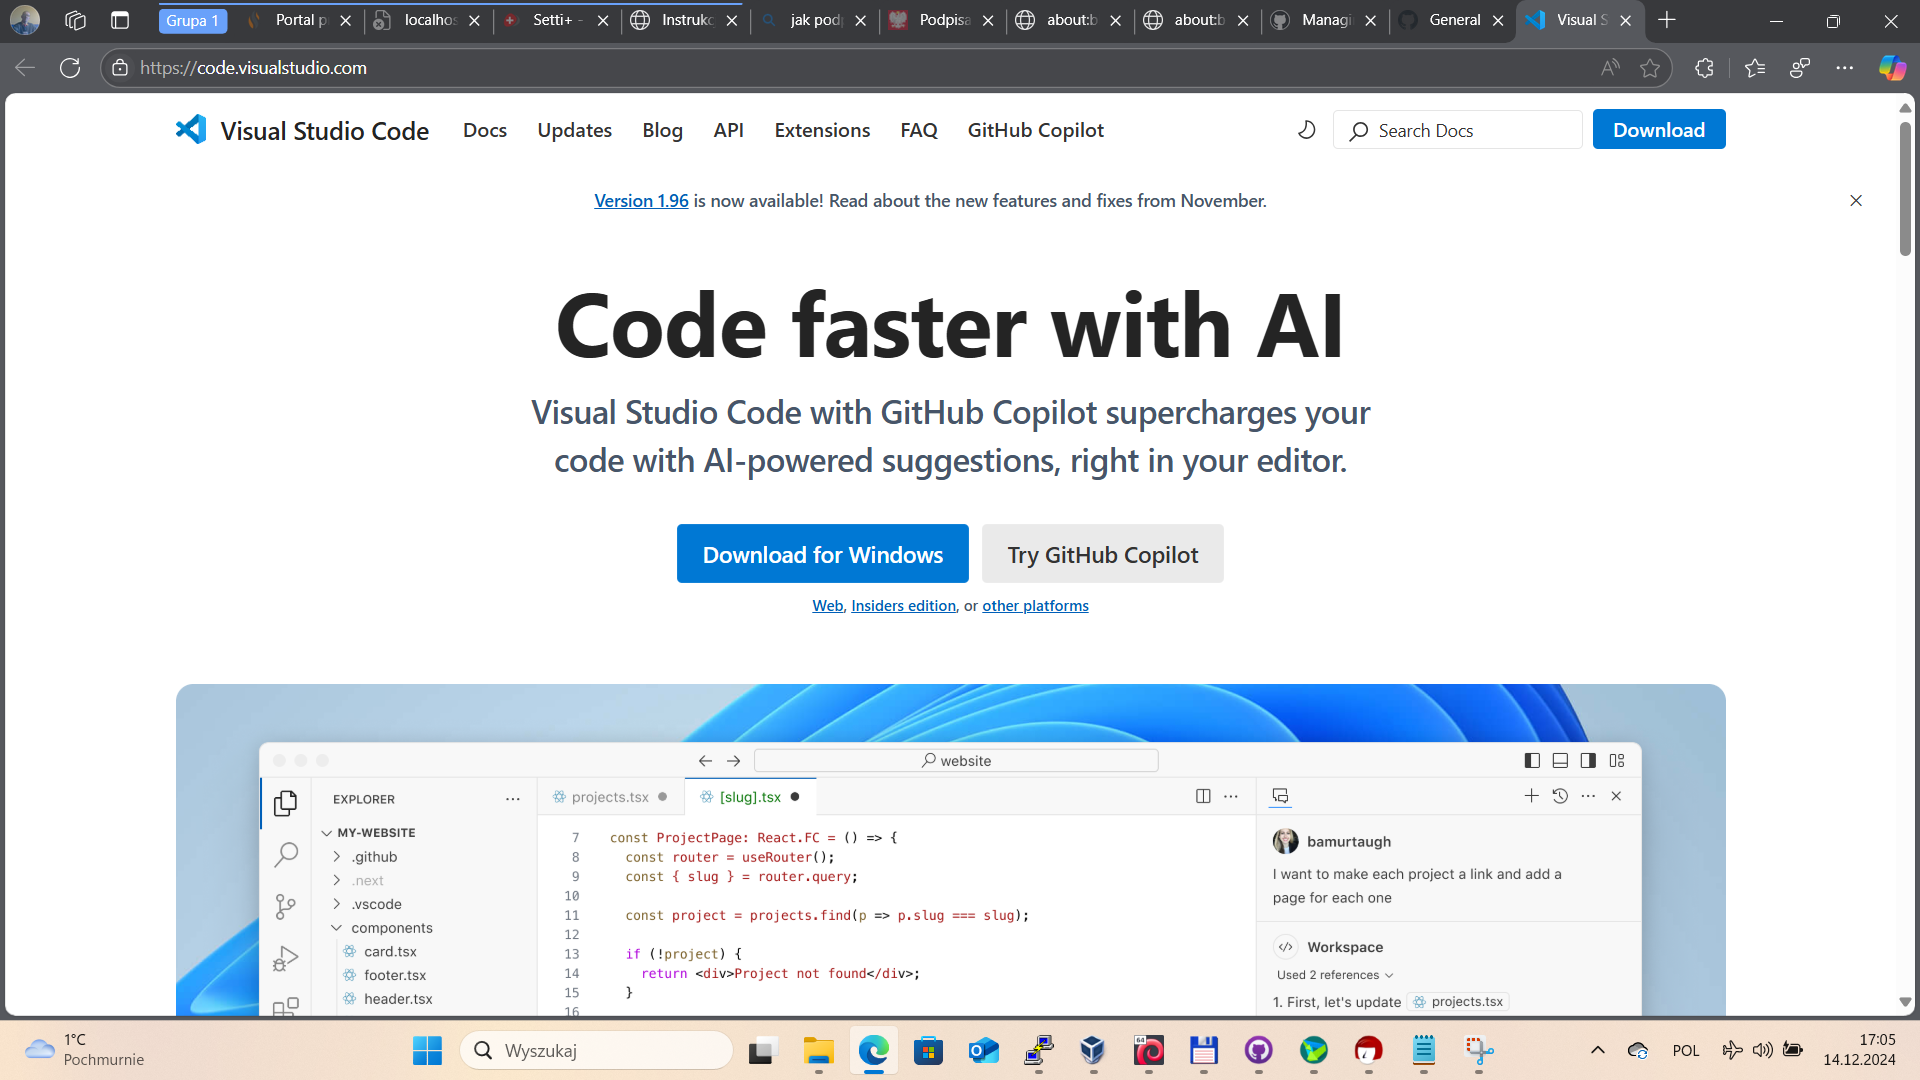 Grupa 1
Portal p
localhos
Setti+ -
Instrukc
jak podp
Podpisa
about:b
about:b
Managi
General
Visual S
https://code.visualstudio.com
Visual Studio Code
Docs
Updates
Blog
API
Extensions
FAQ
GitHub Copilot
Search Docs
Download
Version 1.96 is now available! Read about the new features and fixes from November.
Code faster with AI
Visual Studio Code with GitHub Copilot supercharges your
code with AI-powered suggestions, right in your editor.
Download for Windows
Try GitHub Copilot
Web, Insiders edition, or other platforms
website
EXPLORER
MY-WEBSITE
.github
.next
.vscode
components
card.tsx
footer.tsx
header.tsx
projects.tsx
[slug].tsx
7 const ProjectPage: React.FC = () => {
8 const router = useRouter();
9 const { slug } = router.query;
10
11 const project = projects.find(p => p.slug === slug);
12
13 if (!project) {
14 return <div>Project not found</div>;
15 }
16
bamurtaugh
I want to make each project a link and add a
page for each one
Workspace
Used 2 references
1. First, let's update projects.tsx
1°C
Pochmurnie
Wyszukaj
64
POL
17:05
14.12.2024